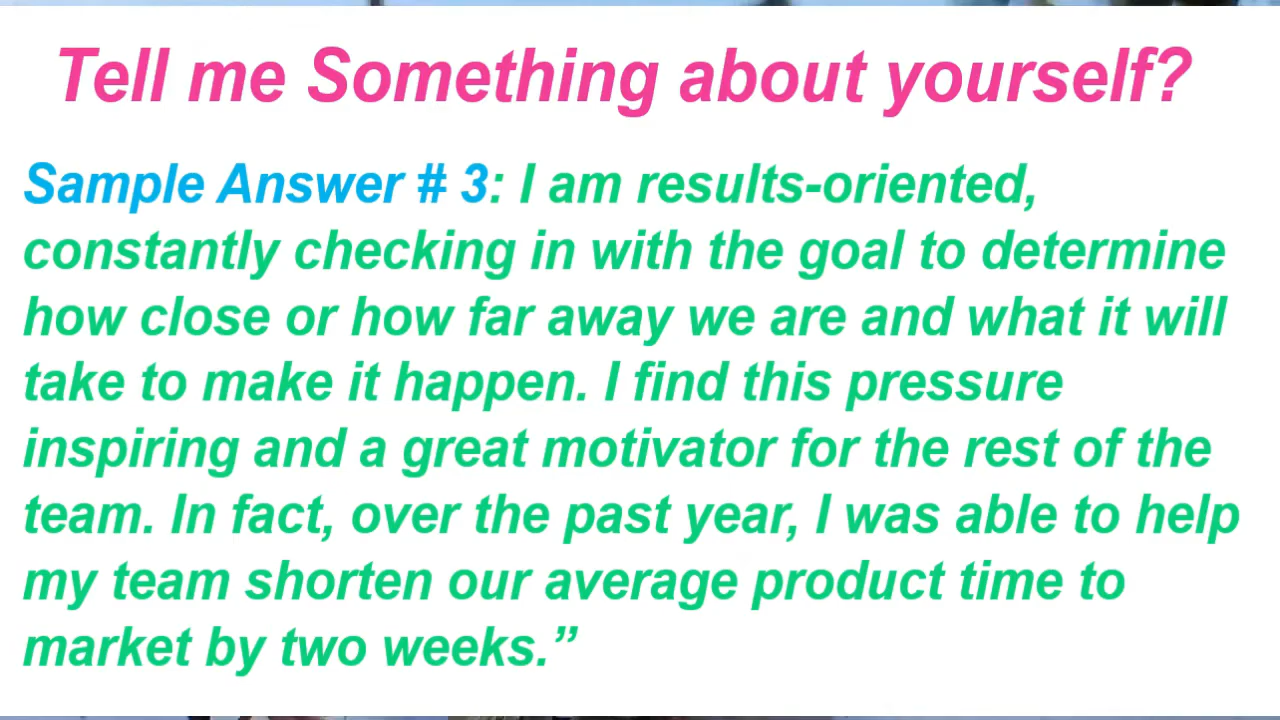 Tell me Something about yourself?
Sample Answer # 3: I am results-oriented,
constantly checking in with the goal to determine
how close or how far away we are and what it will
take to make it happen. I find this pressure
inspiring and a great motivator for the rest of the
team. In fact, over the past year, I was able to help
my team shorten our average product time to
market by two weeks.”